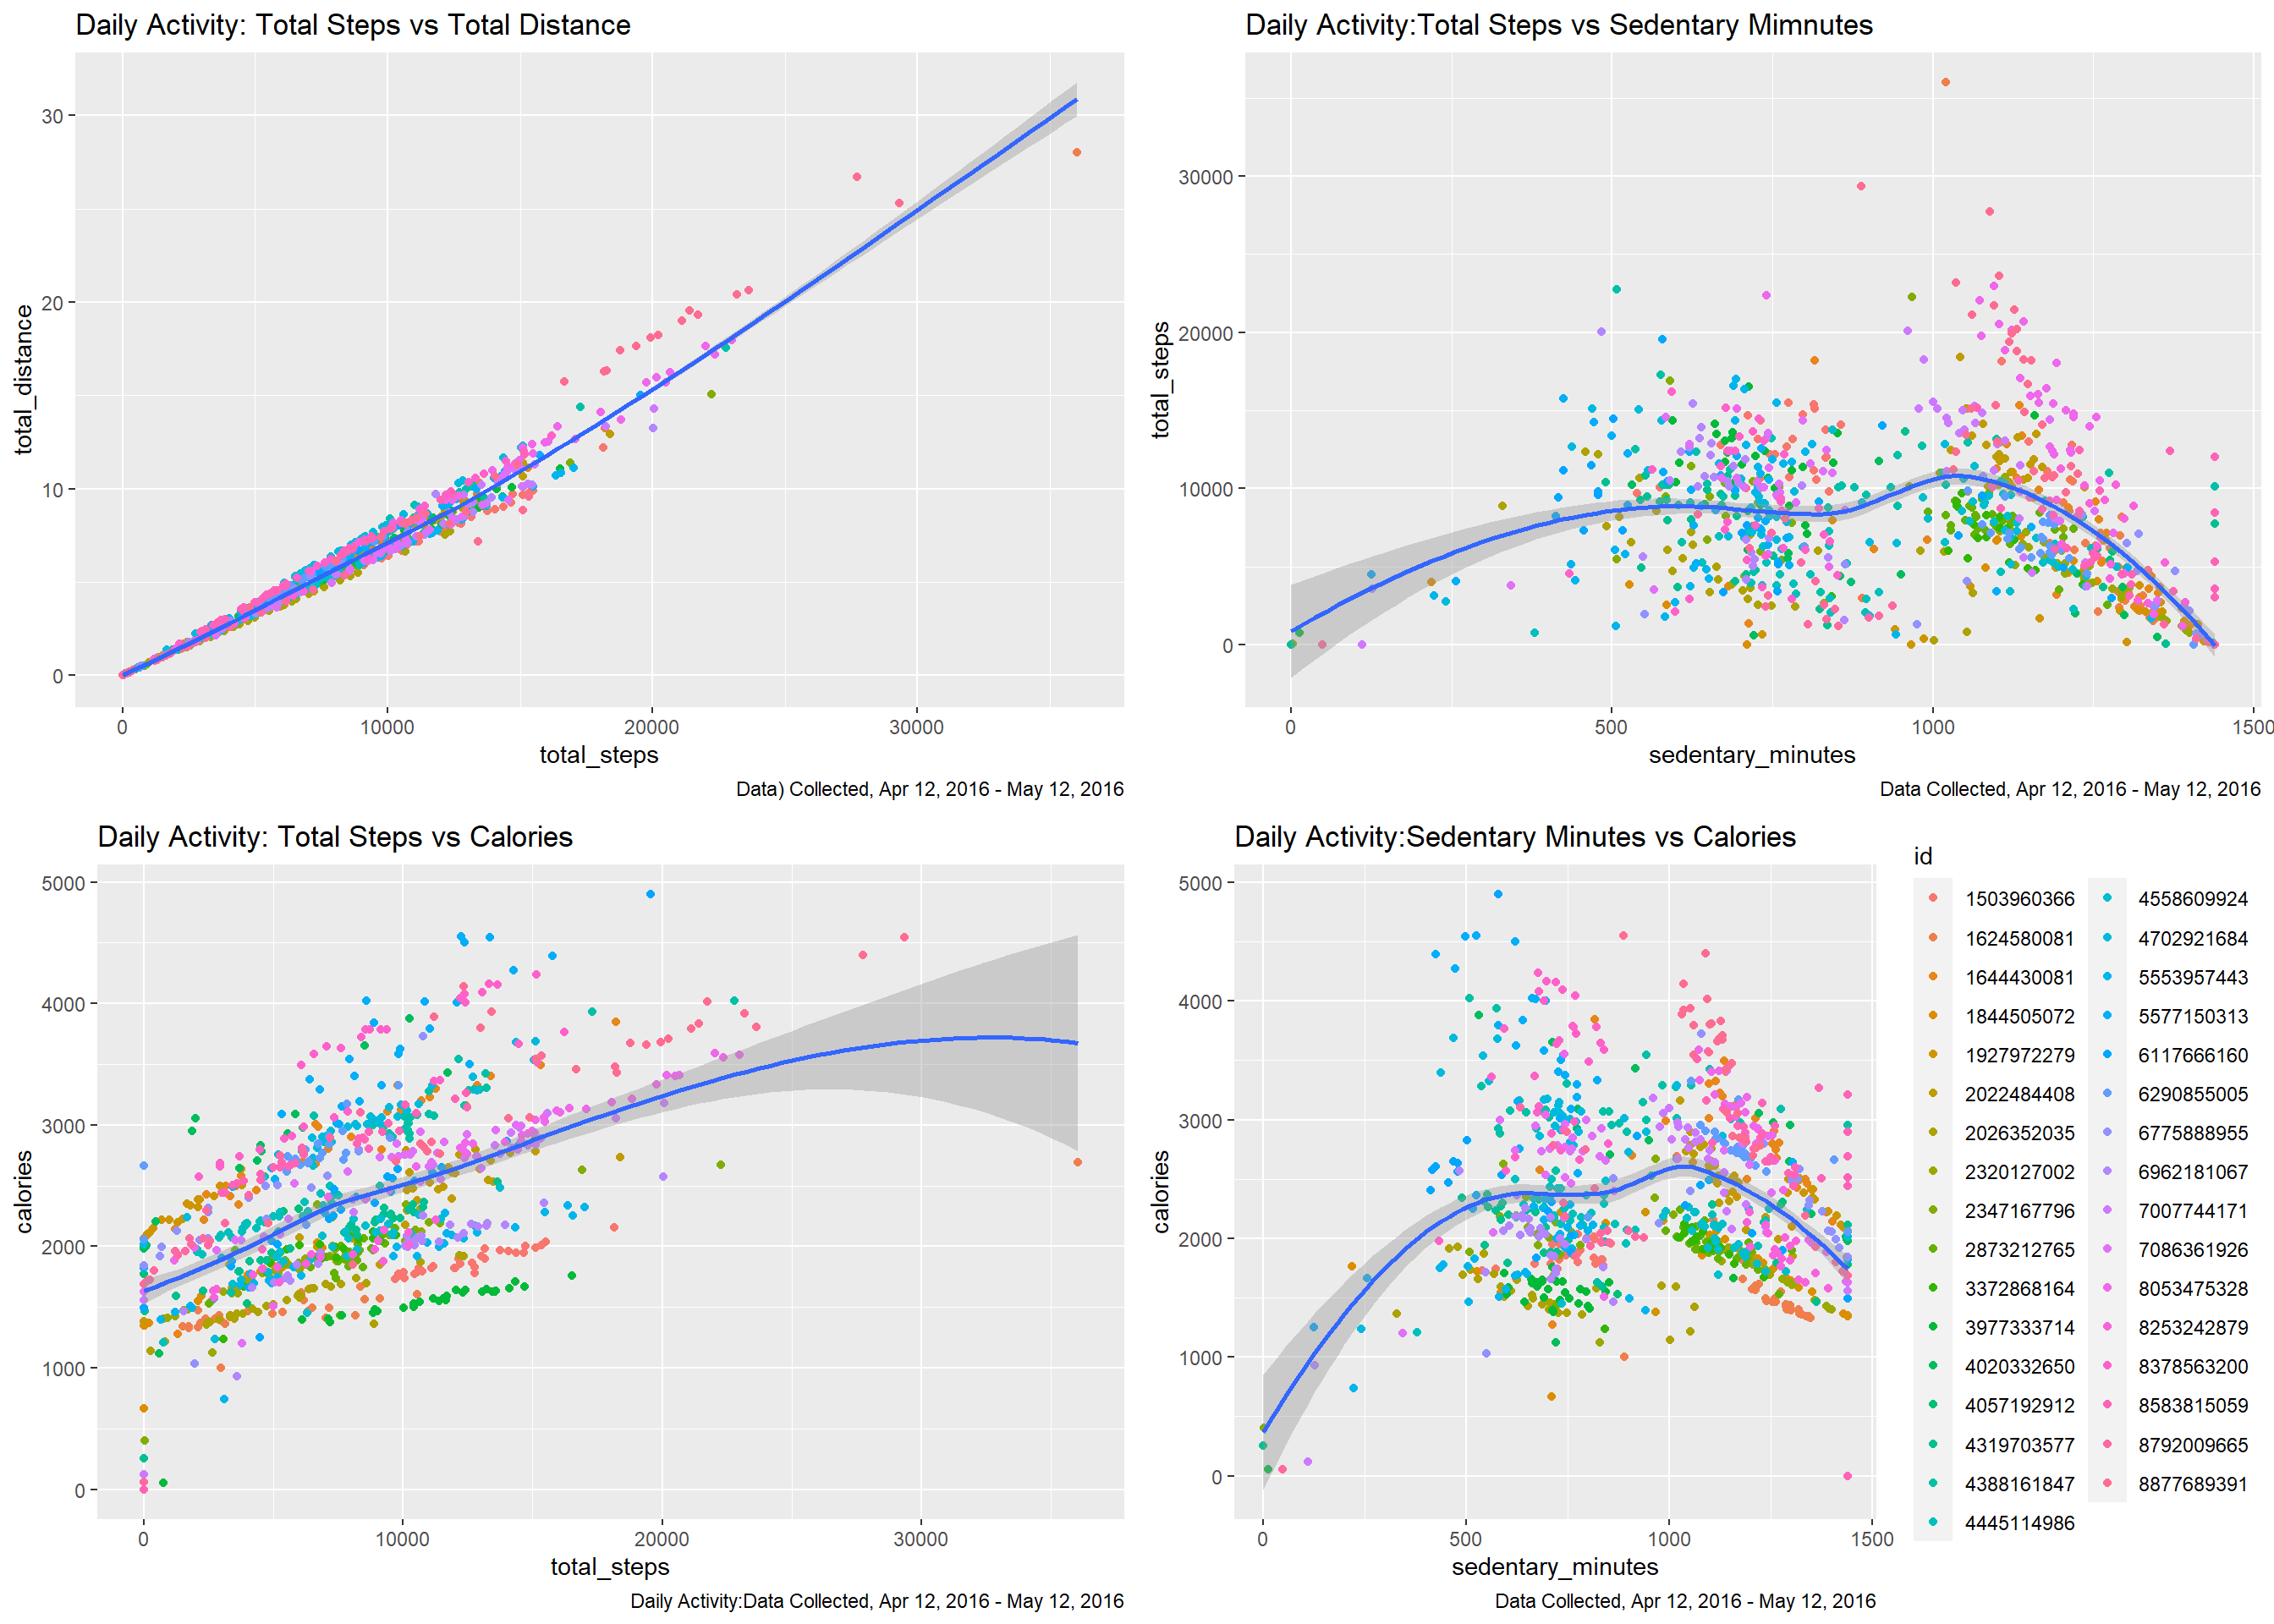 Daily Activity: Total Steps vs Total Distance
30
20
10
0
total_distance
0 10000 20000 30000
total_steps
Data) Collected, Apr 12, 2016 - May 12, 2016
Daily Activity:Total Steps vs Sedentary Mimnutes
30000
20000
10000
0
total_steps
0 500 1000 1500
sedentary_minutes
Data Collected, Apr 12, 2016 - May 12, 2016
Daily Activity: Total Steps vs Calories
5000
4000
3000
2000
1000
0
calories
0 10000 20000 30000
total_steps
Daily Activity:Data Collected, Apr 12, 2016 - May 12, 2016
Daily Activity:Sedentary Minutes vs Calories
5000
4000
3000
2000
1000
0
calories
0 500 1000 1500
sedentary_minutes
Data Collected, Apr 12, 2016 - May 12, 2016
id
1503960366
1624580081
1644430081
1844505072
1927972279
2022484408
2026352035
2320127002
2347167796
2873212765
3372868164
3977333714
4020332650
4057192912
4319703577
4388161847
4445114986
4558609924
4702921684
5553957443
5577150313
6117666160
6290855005
6775888955
6962181067
7007744171
7086361926
8053475328
8253242879
8378563200
8583815059
8792009665
8877689391